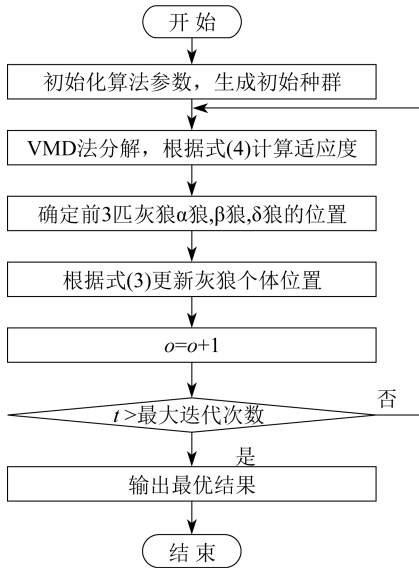 开 始
初始化算法参数，生成初始种群
VMD法分解，根据式(4)计算适应度
确定前3匹灰狼α狼,β狼,δ狼的位置
根据式(3)更新灰狼个体位置
o=o+1
t>最大迭代次数
否
是
输出最优结果
结 束